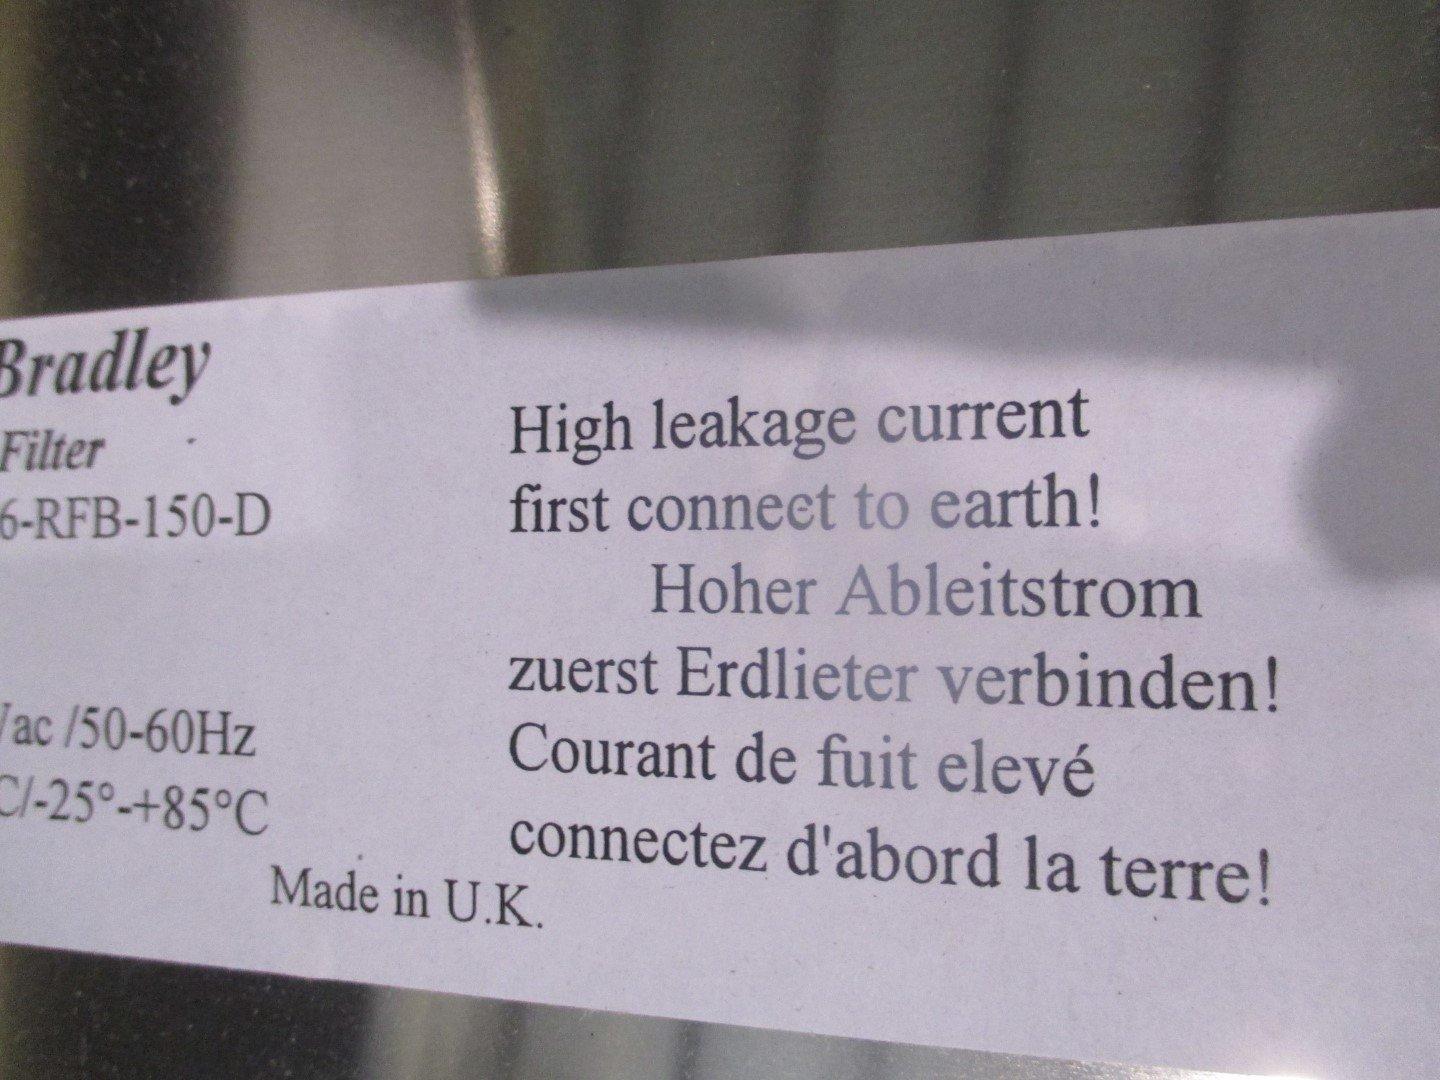 Bradley
Filter
6-RFB-150-D
Vac /50-60Hz
C/-25°-+85°C
Made in U.K.
High leakage current
first connect to earth!
Hoher Ableitstrom
zuerst Erdlieter verbinden!
Courant de fuit elevé
connectez d'abord la terre!